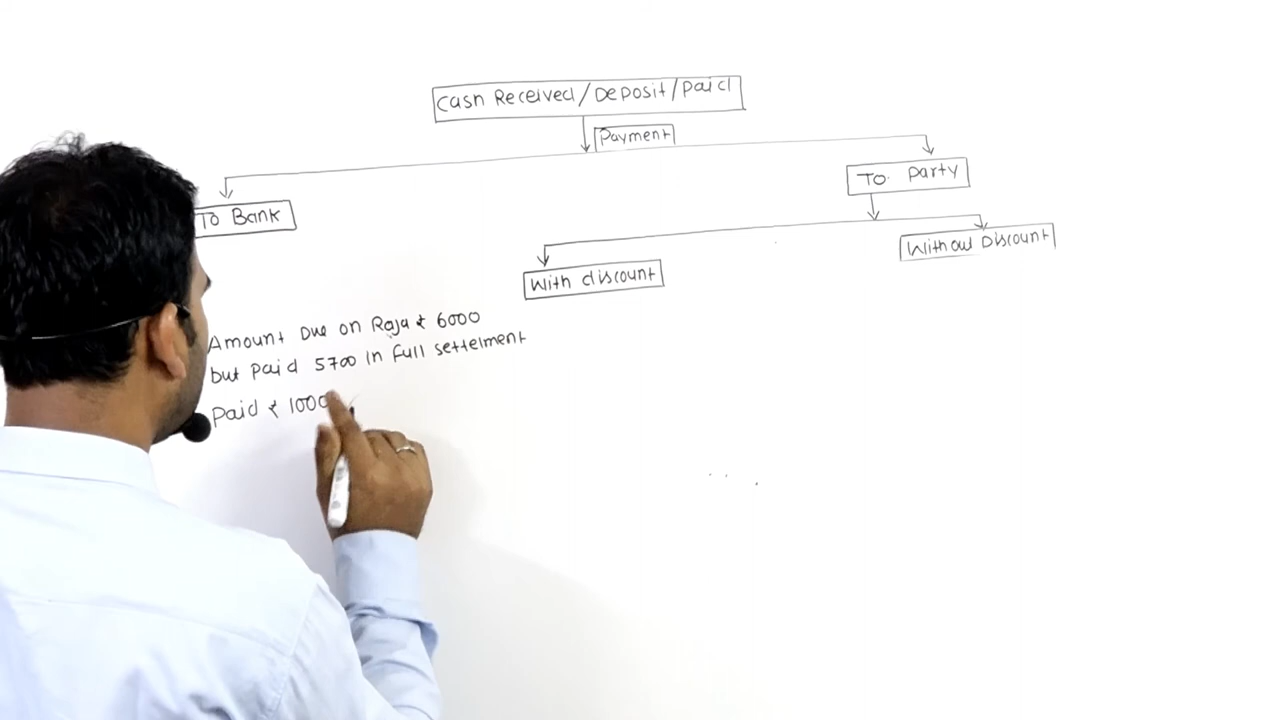 Cash Received/Deposit/Paid
Payment
To Party
To Bank
Without Discount
With discount
Amount Due on Raja ₹ 6000
but Paid 5700 in full settelment
Paid ₹ 1000